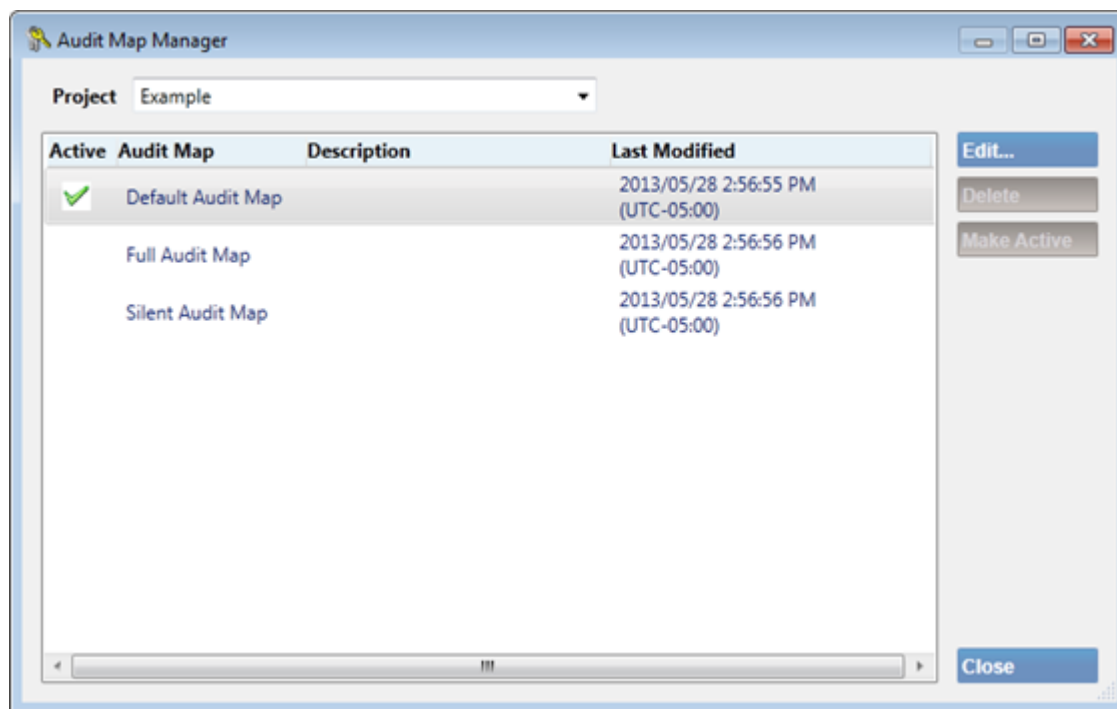 Audit Map Manager
Project Example
Active Audit Map Description Last Modified
Default Audit Map 2013/05/28 2:56:55 PM
(UTC-05:00)
Full Audit Map 2013/05/28 2:56:56 PM
(UTC-05:00)
Silent Audit Map 2013/05/28 2:56:56 PM
(UTC-05:00)
Edit...
Delete
Make Active
Close